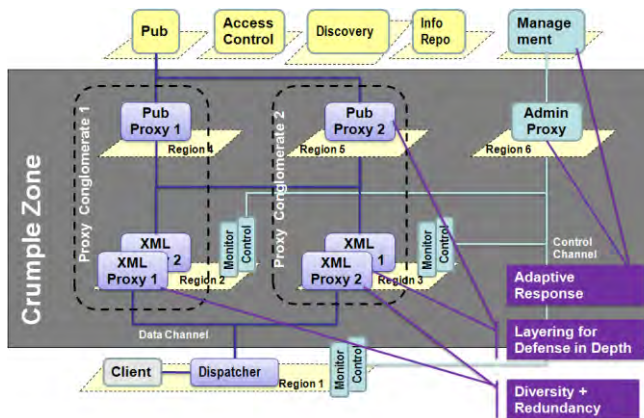 Pub
Access
Control
Discovery
Info
Repo
Manage
ment
Crumple Zone
Proxy Conglomerate 1
Pub
Proxy 1
Region 4
Proxy Conglomerate 2
Pub
Proxy 2
Region 5
Admin
Proxy
Region 6
XML
2
XML
Proxy 1
Region 2
Monitor
Control
XML
1
XML
Proxy 2
Region 3
Monitor
Control
Control
Channel
Adaptive
Response
Data Channel
Layering for
Defense in Depth
Client
Dispatcher
Region 1
Monitor
Control
Diversity +
Redundancy